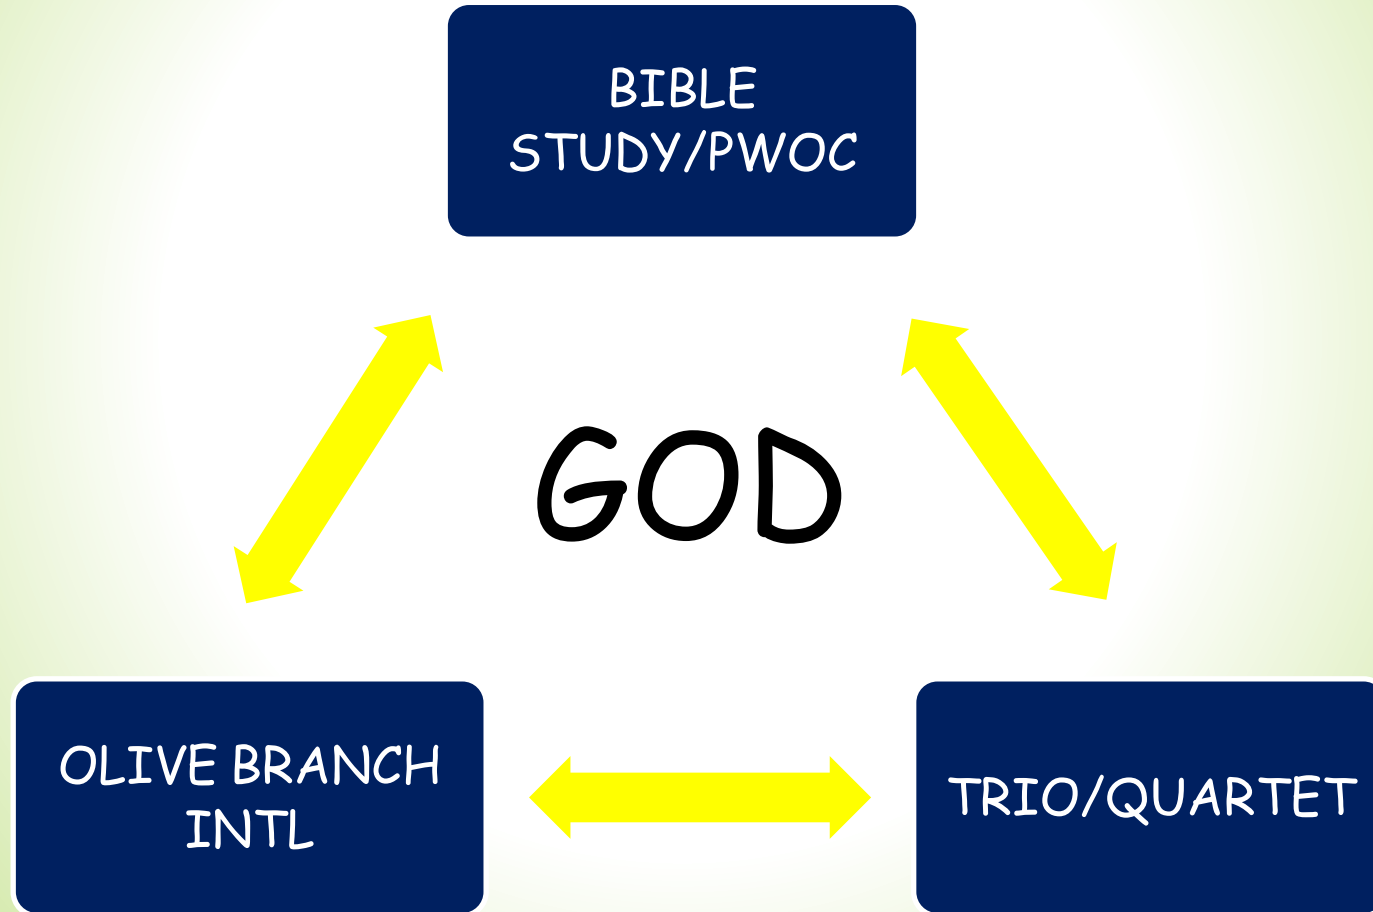 BIBLE
STUDY/PWOC
GOD
OLIVE BRANCH
INTL
TRIO/QUARTET